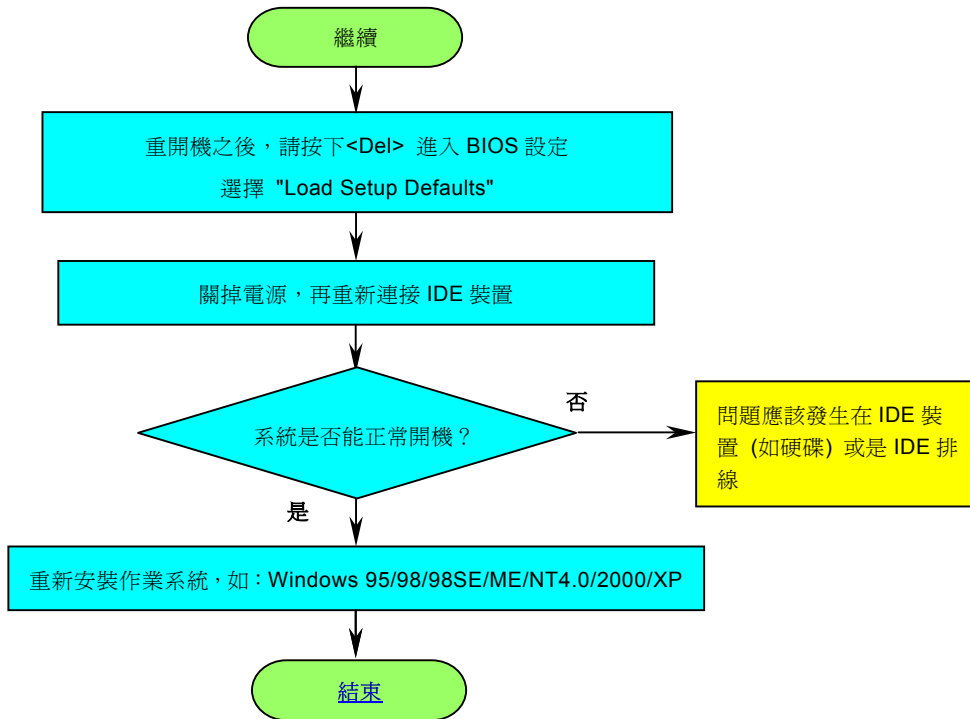 繼續
重開機之後，請按下<Del> 進入 BIOS 設定
選擇 "Load Setup Defaults"
關掉電源，再重新連接 IDE 裝置
系統是否能正常開機？
否
問題應該發生在 IDE 裝
置 (如硬碟) 或是 IDE 排
線
是
重新安裝作業系統，如：Windows 95/98/98SE/ME/NT4.0/2000/XP
結束